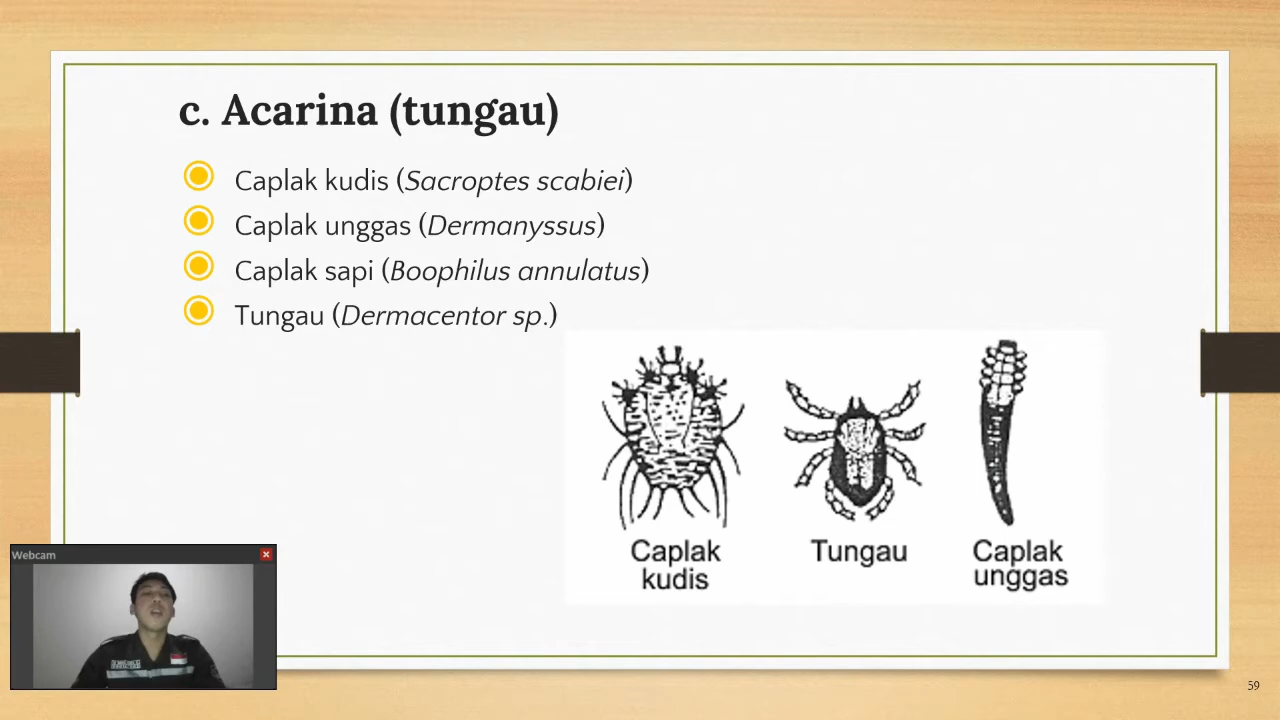 c. Acarina (tungau)
Caplak kudis (Sacroptes scabiei)
Caplak unggas (Dermanyssus)
Caplak sapi (Boophilus annulatus)
Tungau (Dermacentor sp.)
Caplak
kudis
Tungau
Caplak
unggas
Webcam
59